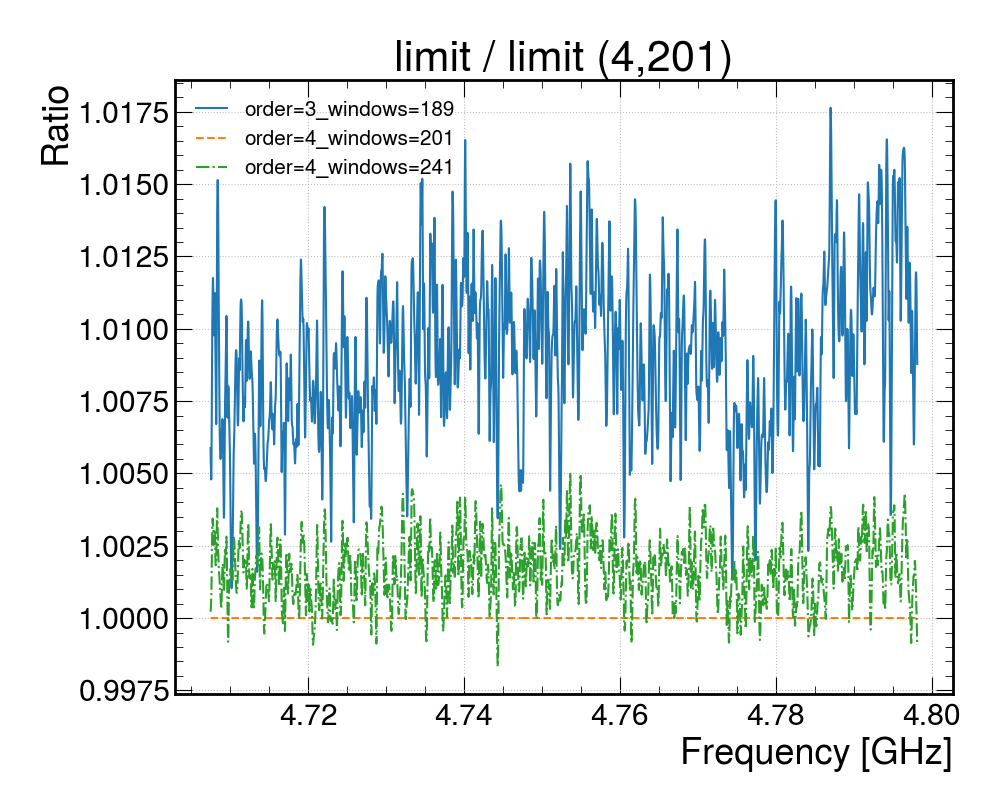 limit / limit (4,201)
Ratio
1.0175
1.0150
1.0125
1.0100
1.0075
1.0050
1.0025
1.0000
0.9975
order=3_windows=189
order=4_windows=201
order=4_windows=241
4.72 4.74 4.76 4.78 4.80
Frequency [GHz]